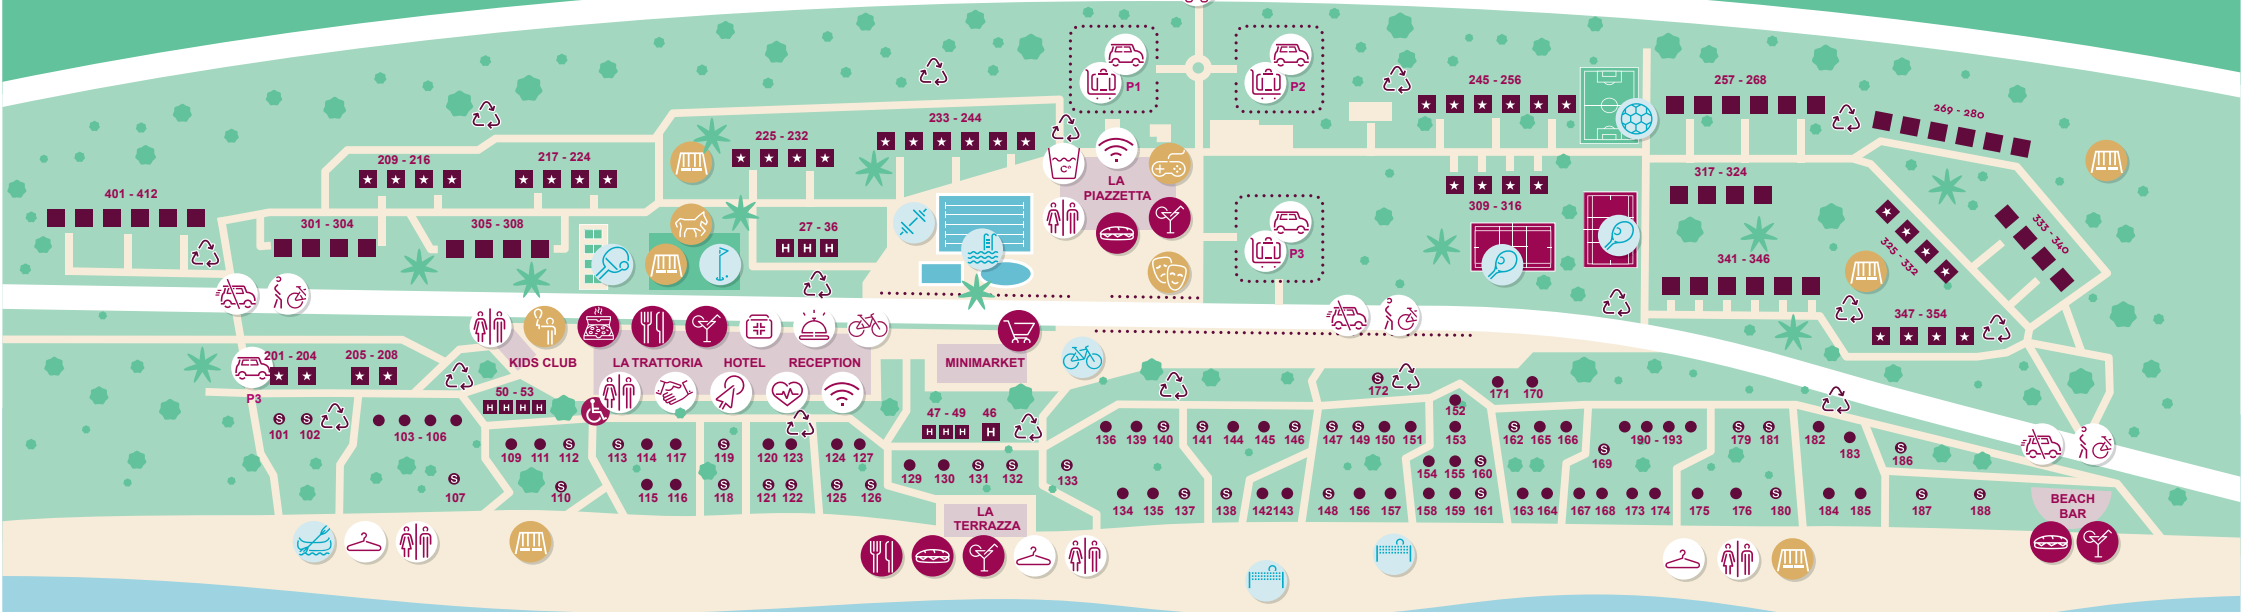 P1
P2
245 - 256
257 - 268
269 - 280
233 - 244
225 - 232
209 - 216
217 - 224
C°
LA
PIAZZETTA
401 - 412
301 - 304
305 - 308
27 - 36
H H H
P3
309 - 316
317 - 324
325 - 332
333 - 340
341 - 346
347 - 354
201 - 204
205 - 208
P3
KIDS CLUB
LA TRATTORIA
HOTEL
RECEPTION
MINIMARKET
50 - 53
H H H H
47 - 49
H H H
46
H
S S
101 102
103 - 106
S
107
S
109 111 112
S
110
S
113 114 117
115 116
S
119
S
118
120 123
S S
121 122
124 127
S S
125 126
S S
129 130 131 132
S
133
LA
TERRAZZA
S
136 139 140
S
134 135 137
S S
141 144 145 146
S
138
142 143
S
172
171 170
S S
147 149 150 151
S
148 156 157
152
153
S
154 155 160
S
158 159 161
S
162 165 166
163 164
S
169
167 168 173 174
190 - 193
S S
179 181
S
175 176 180
182
183
184 185
S
186
S S
187 188
BEACH
BAR